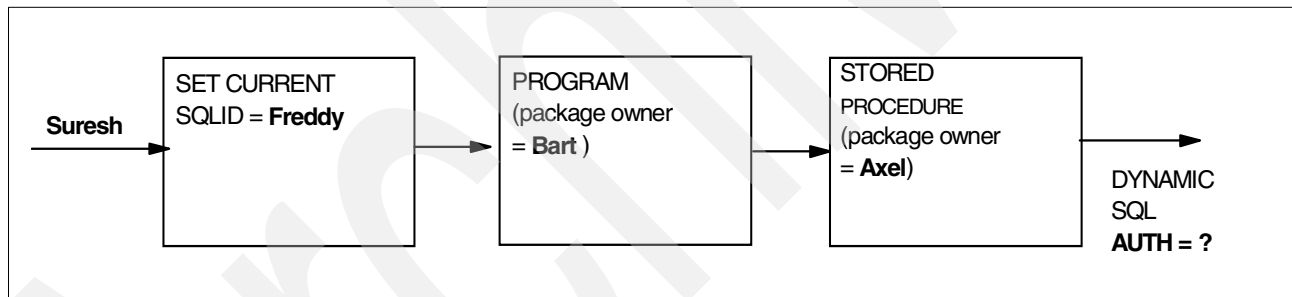 Suresh
SET CURRENT
SQLID = Freddy
PROGRAM
(package owner
= Bart )
STORED
PROCEDURE
(package owner
= Axel)
DYNAMIC
SQL
AUTH = ?